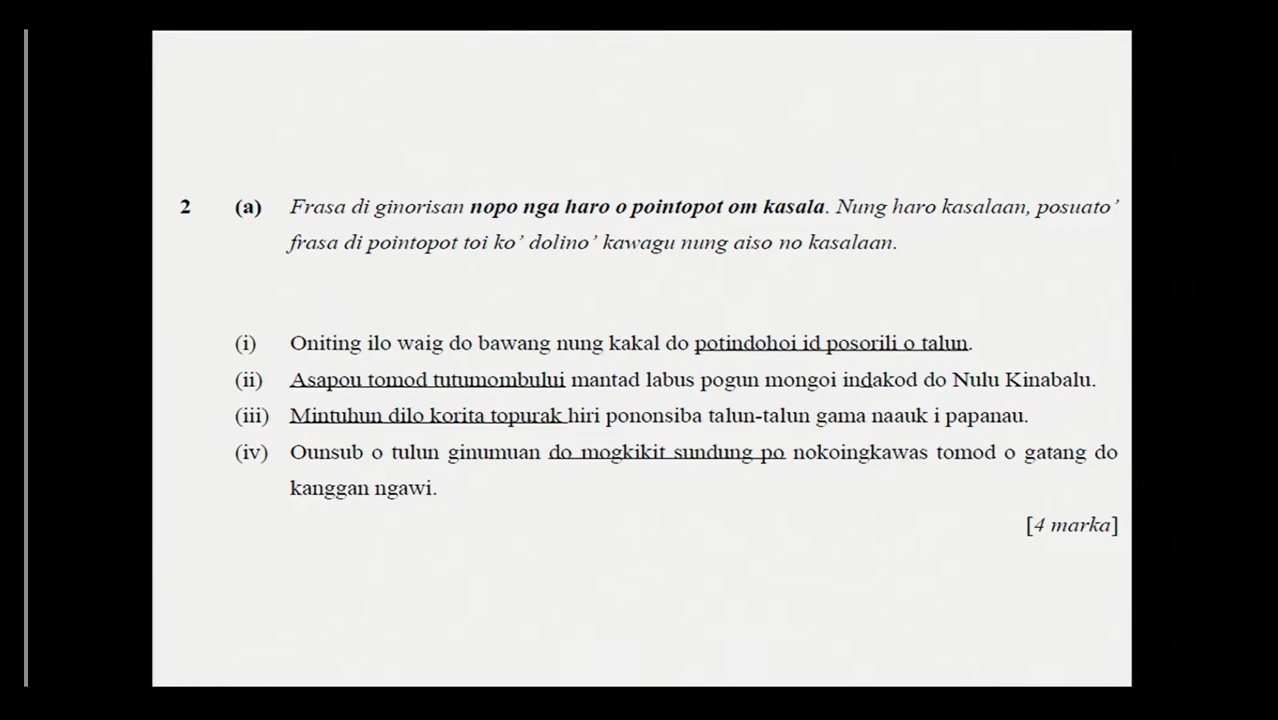 2 (a) Frasa di ginorisan nopo nga haro o pointopot om kasala. Nung haro kasalaan, posuato’
frasa di pointopot toi ko’ dolino’ kawagu nung aiso no kasalaan.
(i) Oniting ilo waig do bawang nung kakal do potindohoi id posorili o talun.
(ii) Asapou tomod tutumombului mantad labus pogun mongoi indakod do Nulu Kinabalu.
(iii) Mintuhun dilo korita topurak hiri pononsiba talun-talun gama naauk i papanau.
(iv) Ounsub o tulun ginumuan do mogkikit sundung po nokoingkawas tomod o gatang do
kanggan ngawi.
[4 marka]